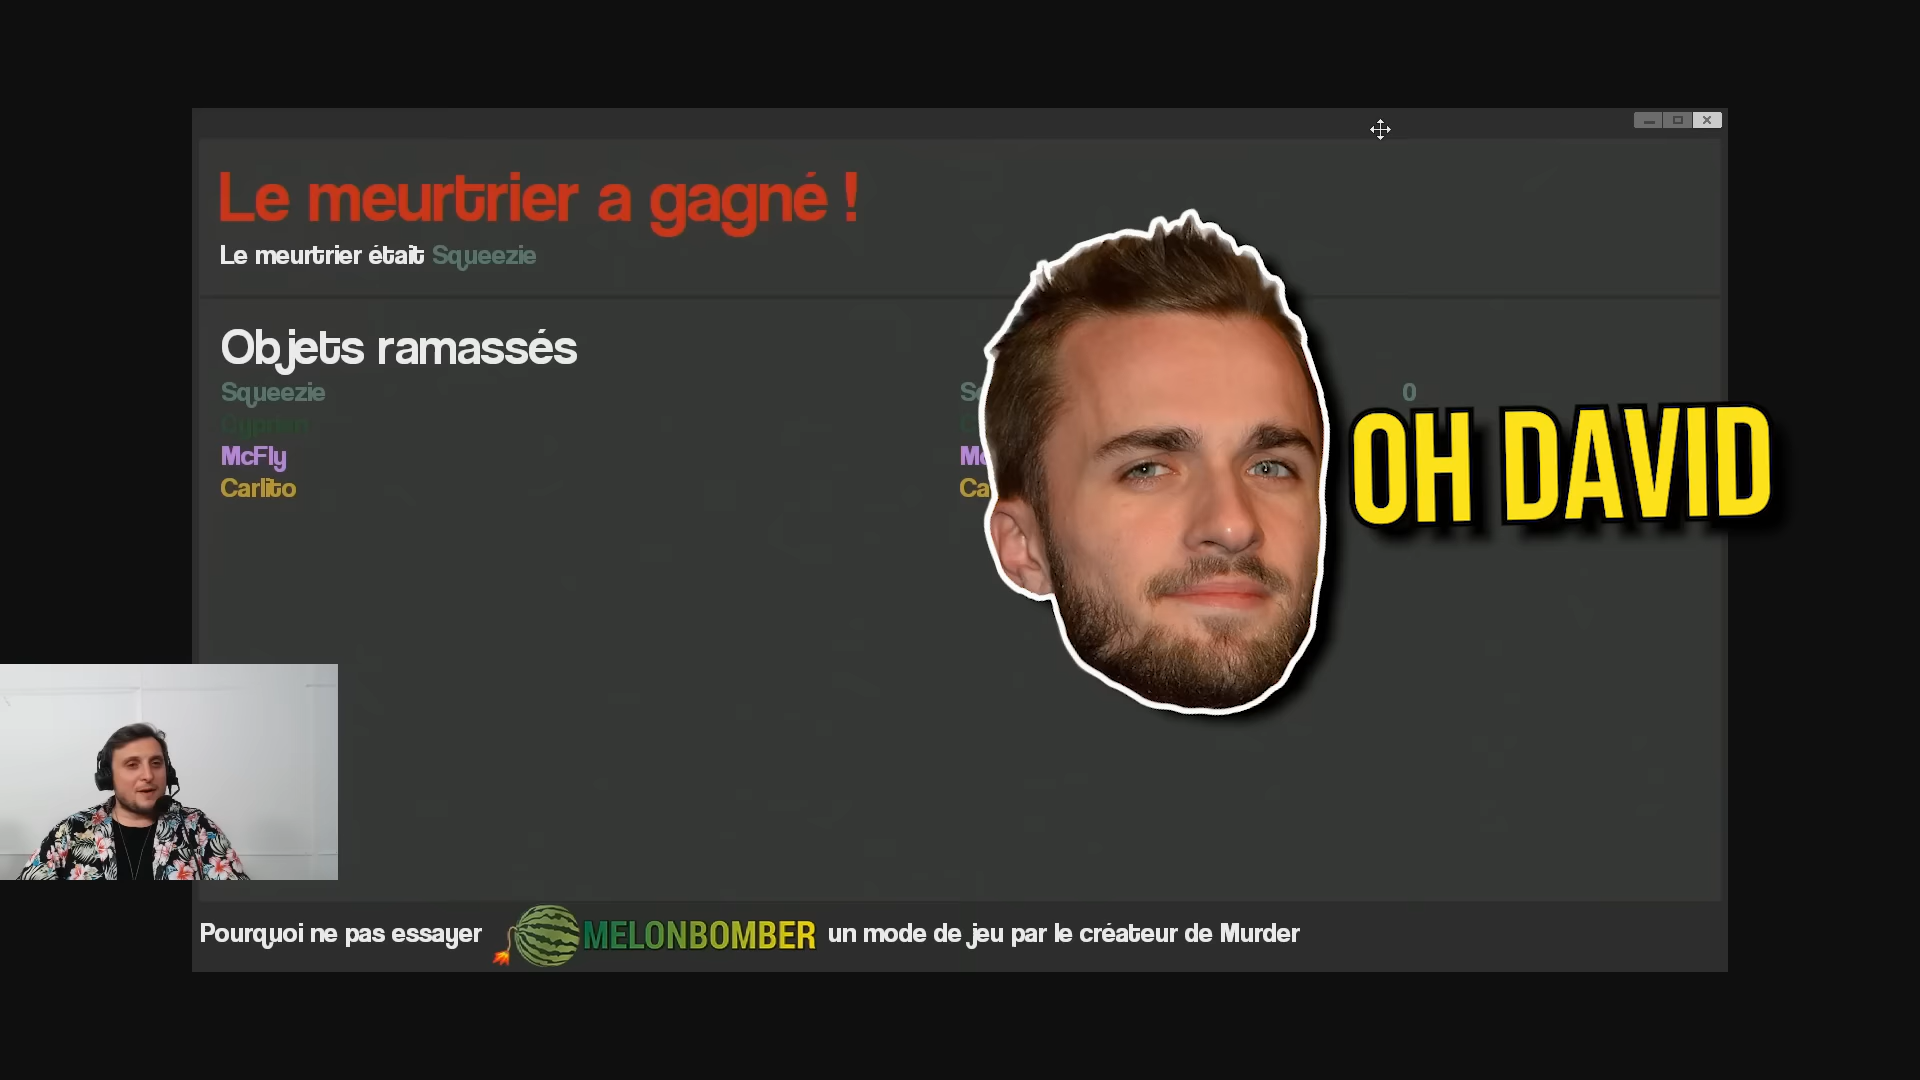 Le meurtrier a gagné !
Le meurtrier était Squeezie
Objets ramassés
Squeezie 0
Cyprien
McFly
Carlito
OH DAVID
Pourquoi ne pas essayer MELONBOMBER un mode de jeu par le créateur de Murder